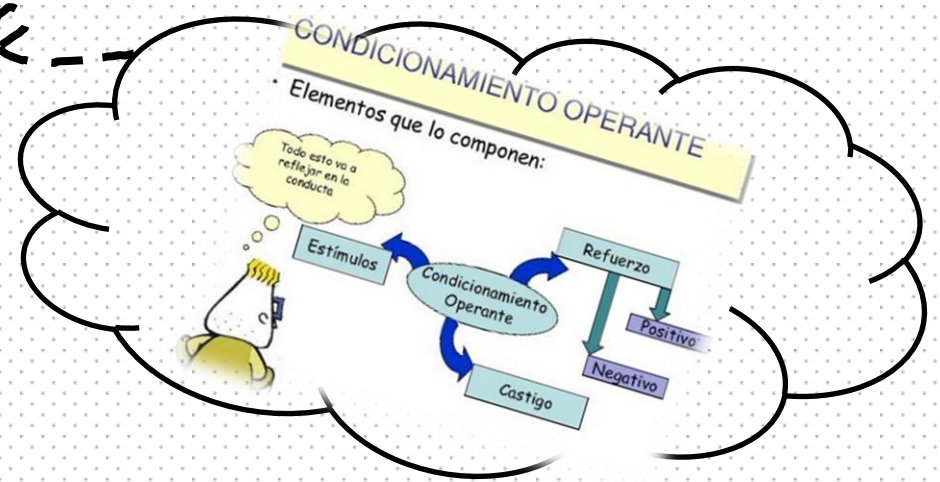 CONDICIONAMIENTO OPERANTE
· Elementos que lo componen:
Todo esto va a
reflejar en la
conducta
Estímulos
Condicionamiento
Operante
Refuerzo
Positivo
Negativo
Castigo